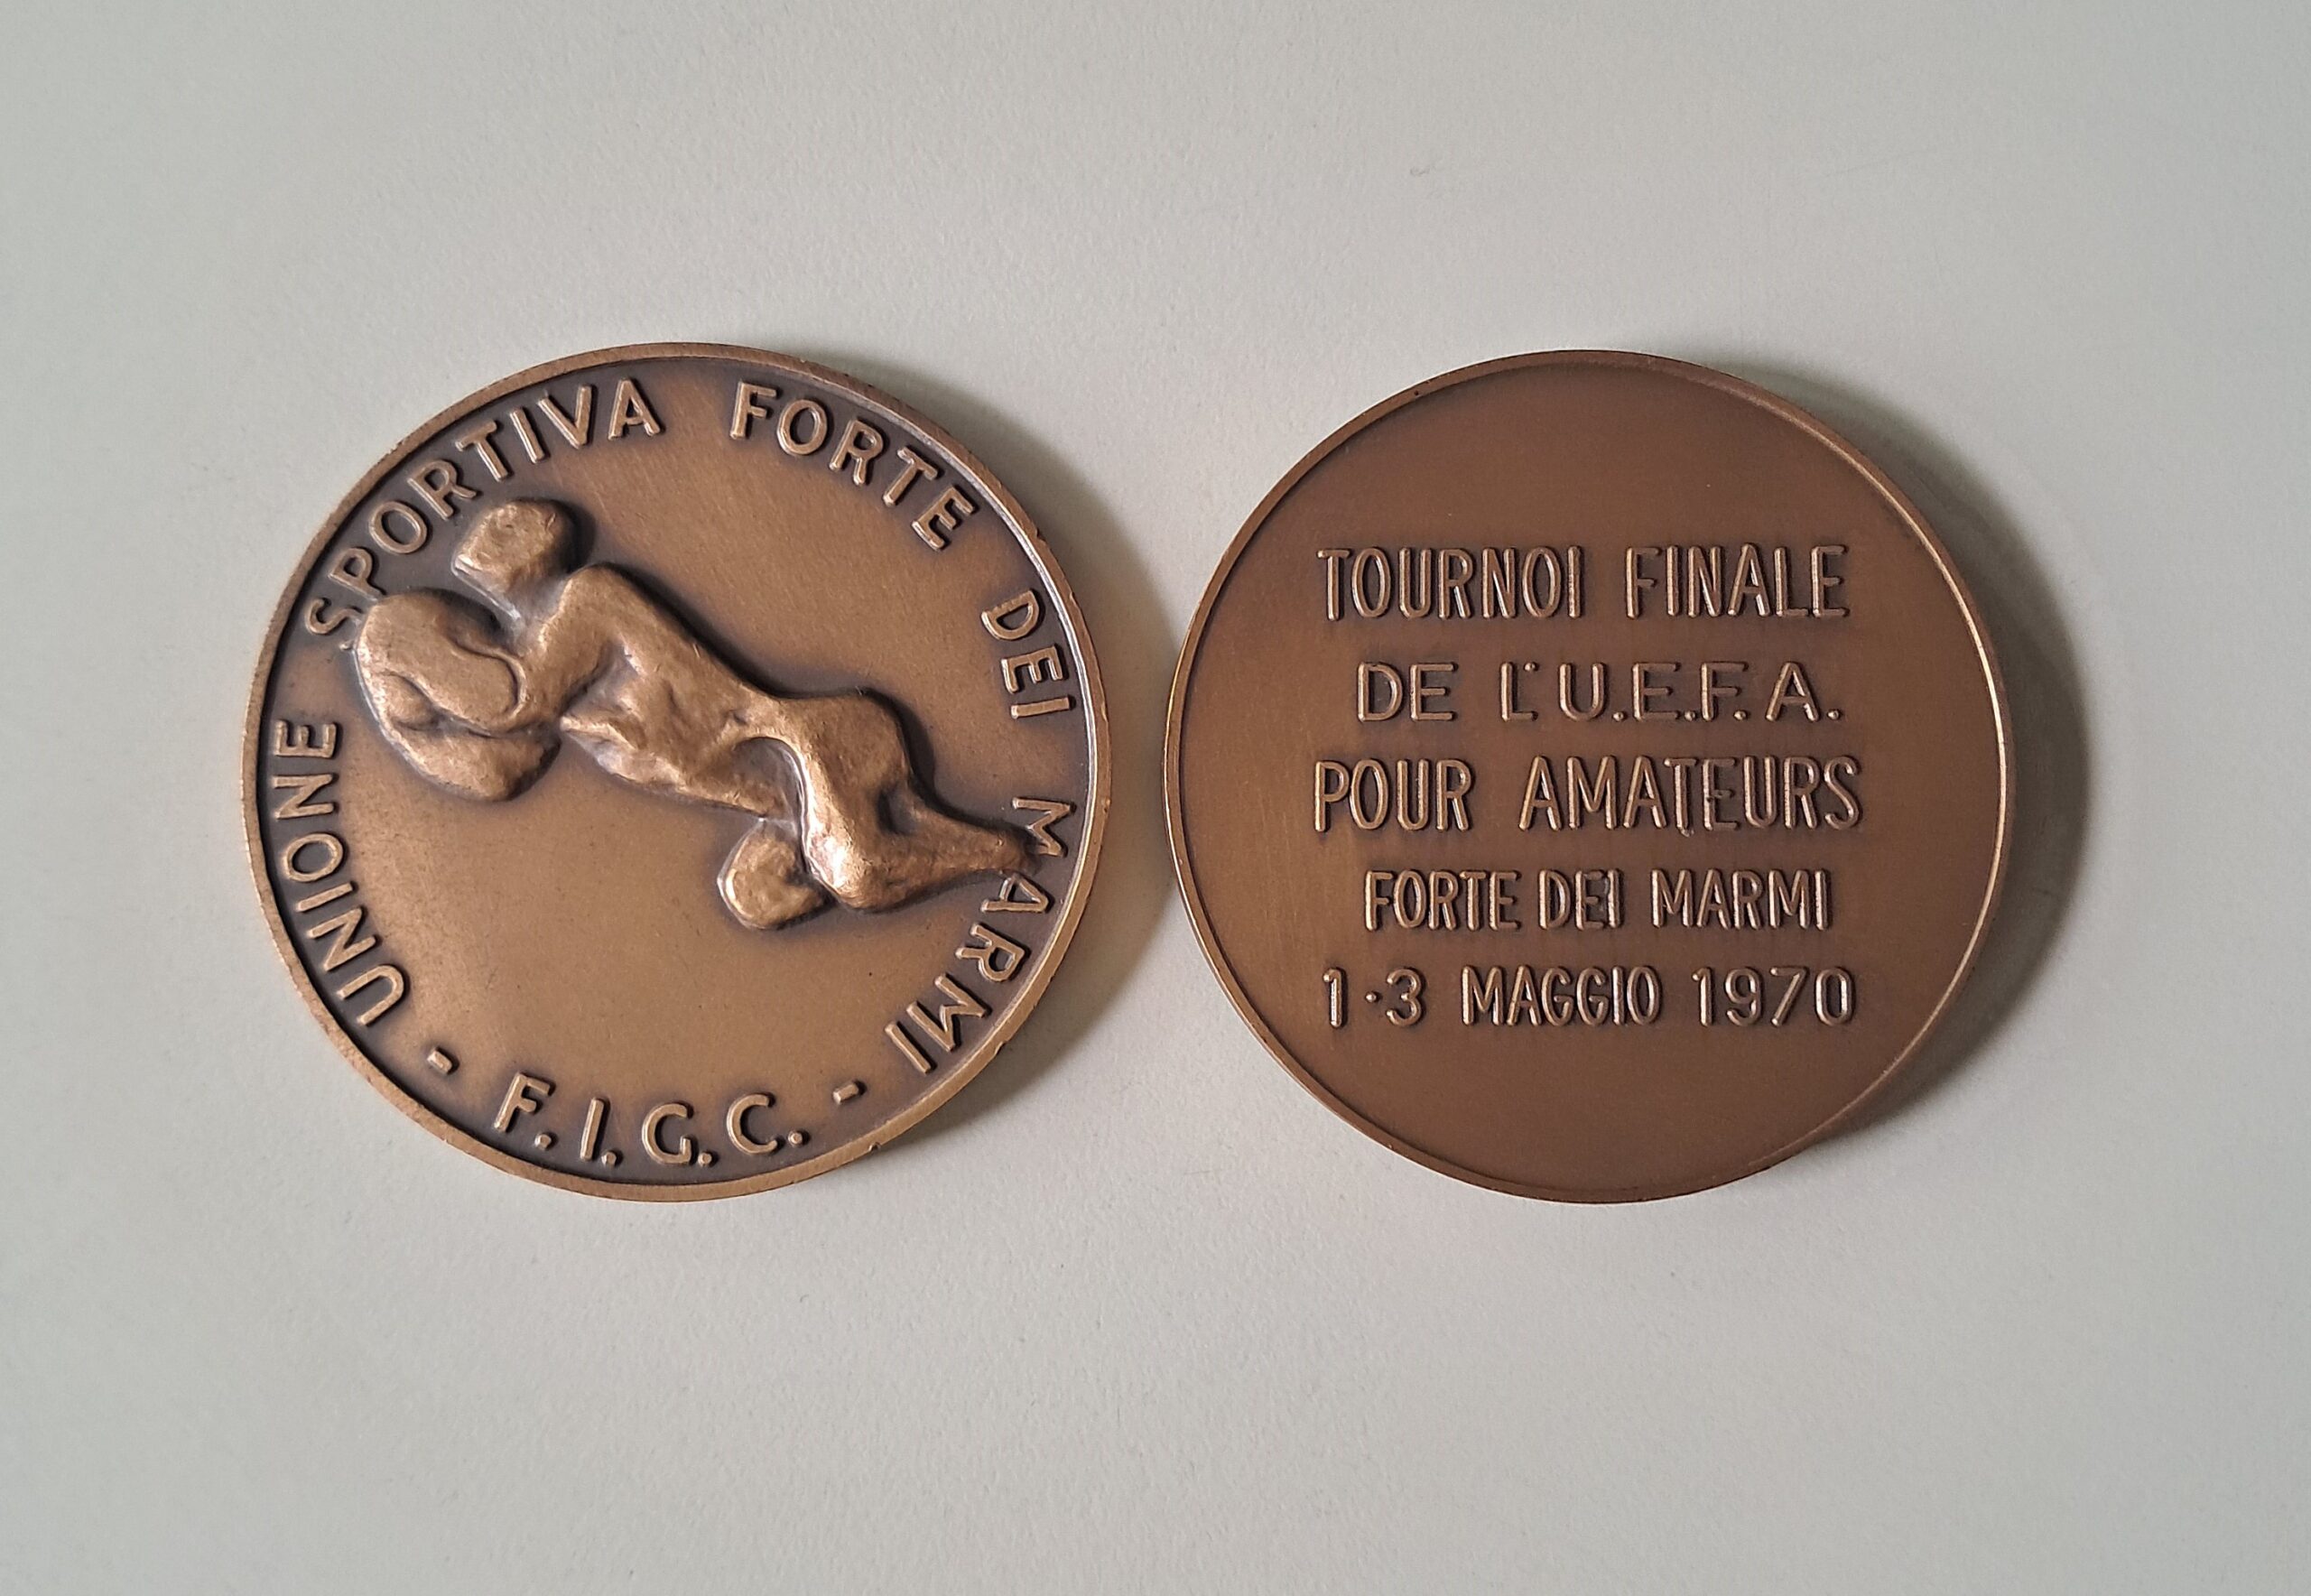 UNIONE SPORTIVA FORTE DEI MARMI
- F.I.G.C. -
TOURNOI FINALE
DE L'U.E.F.A.
POUR AMATEURS
FORTE DEI MARMI
1-3 MAGGIO 1970